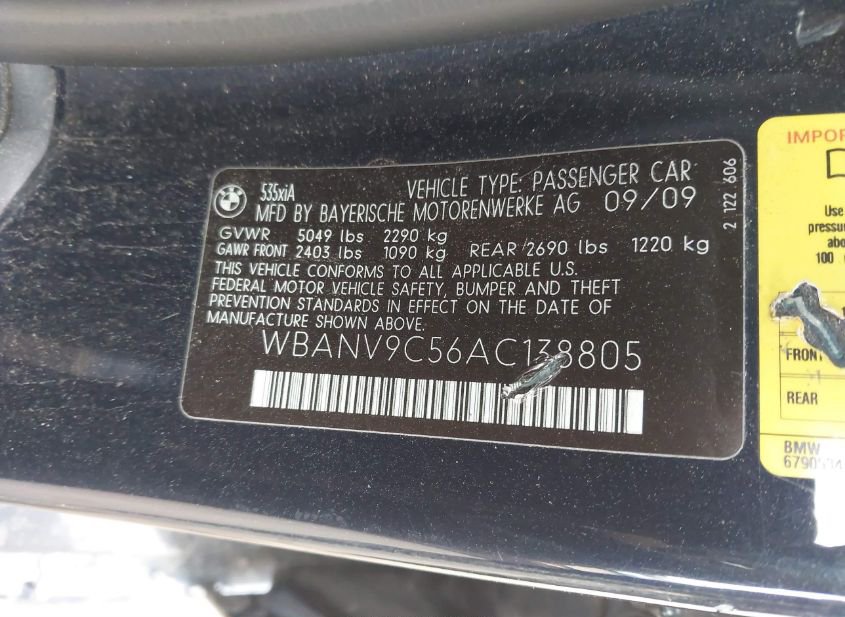 535xiA
VEHICLE TYPE: PASSENGER CAR
MFD BY BAYERISCHE MOTORENWERKE AG 09/09
GVWR 5049 lbs 2290 kg
GAWR FRONT 2403 lbs 1090 kg REAR 2690 lbs 1220 kg
THIS VEHICLE CONFORMS TO ALL APPLICABLE U.S.
FEDERAL MOTOR VEHICLE SAFETY, BUMPER AND THEFT
PREVENTION STANDARDS IN EFFECT ON THE DATE OF
MANUFACTURE SHOWN ABOVE.
WBANV9C56AC138805
2 122 606
Use
100
FRONT
REAR
BMW